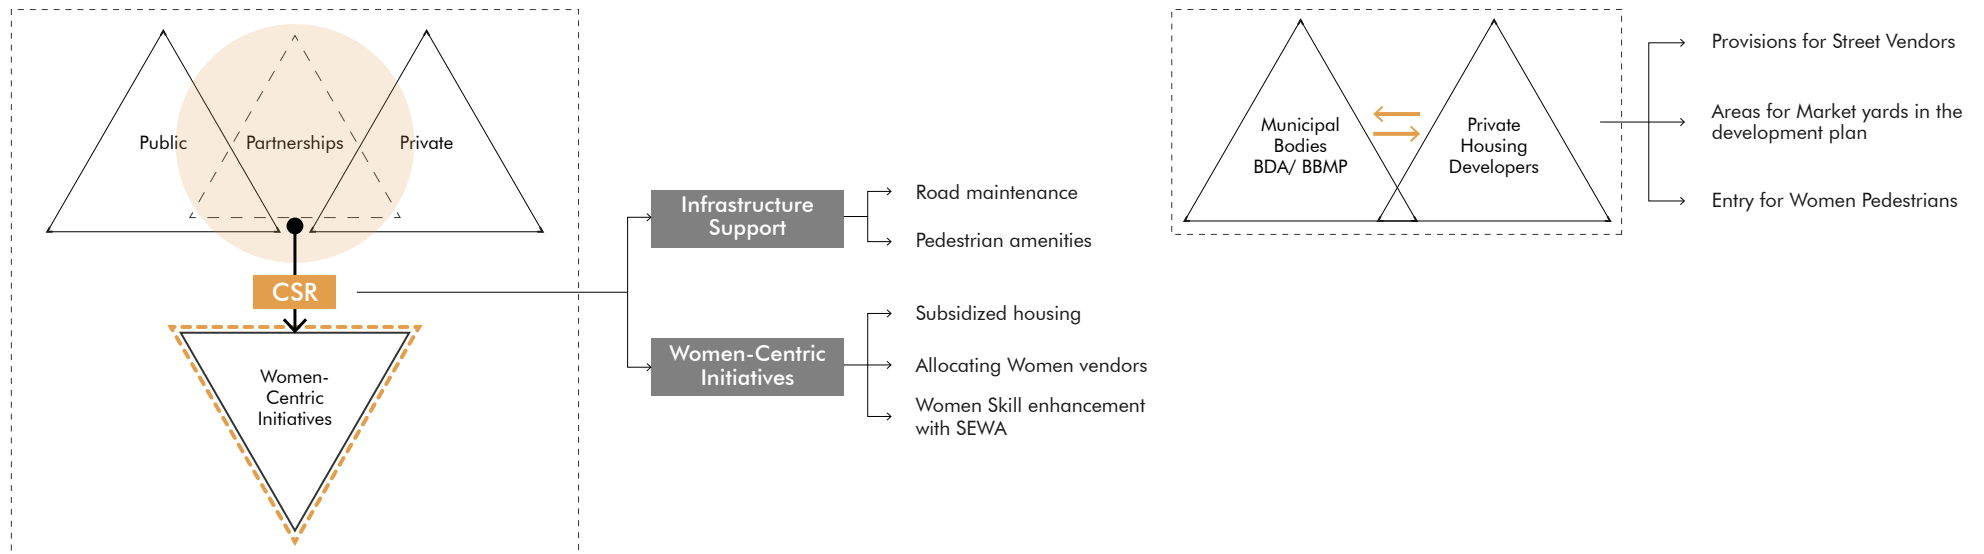 Public
Partnerships
Private
CSR
Women-
Centric
Initiatives
Infrastructure
Support
Road maintenance
Pedestrian amenities
Women-Centric
Initiatives
Subsidized housing
Allocating Women vendors
Women Skill enhancement
with SEWA
Municipal
Bodies
BDA/ BBMP
Private
Housing
Developers
Provisions for Street Vendors
Areas for Market yards in the
development plan
Entry for Women Pedestrians